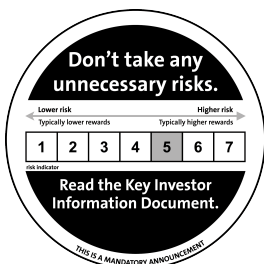 Don’t take any
unnecessary risks.
Lower risk Higher risk
Typically lower rewards Typically higher rewards
1 2 3 4 5 6 7
risk indicator
Read the Key Investor
Information Document.
THIS IS A MANDATORY ANNOUNCEMENT